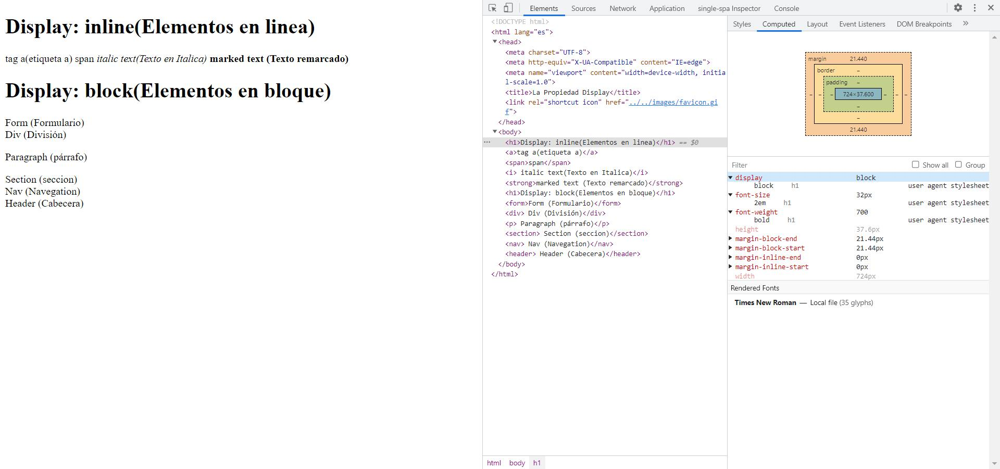 Display: inline(Elementos en linea)
tag a(etiqueta a) span italic text(Texto en Italica) marked text (Texto remarcado)
Display: block(Elementos en bloque)
Form (Formulario)
Div (División)
Paragraph (párrafo)
Section (seccion)
Nav (Navegation)
Header (Cabecera)
Elements Sources Network Application single-spa Inspector Console
<!DOCTYPE html>
<html lang="es">
<head>
<meta charset="UTF-8">
<meta http-equiv="X-UA-Compatible" content="IE=edge">
<meta name="viewport" content="width=device-width, initia
l-scale=1.0">
<title>La Propiedad Display</title>
<link rel="shortcut icon" href="../../images/favicon.gi
f">
</head>
<body>
<h1>Display: inline(Elementos en linea)</h1> == $0
<a>tag a(etiqueta a)</a>
<span>span</span>
<i> italic text(Texto en Italica)</i>
<strong>marked text (Texto remarcado)</strong>
<h1>Display: block(Elementos en bloque)</h1>
<form>Form (Formulario)</form>
<div> Div (División)</div>
<p> Paragraph (párrafo)</p>
<section> Section (seccion)</section>
<nav> Nav (Navegation)</nav>
<header> Header (Cabecera)</header>
</body>
</html>
html body h1
Styles Computed Layout Event Listeners DOM Breakpoints »
margin 21.440
border –
padding –
– – – 724×37.600 – – –
–
–
21.440
Filter Show all Group
display block
block h1 user agent stylesheet
font-size 32px
2em h1 user agent stylesheet
font-weight 700
bold h1 user agent stylesheet
height 37.6px
margin-block-end 21.44px
margin-block-start 21.44px
margin-inline-end 0px
margin-inline-start 0px
width 724px
Rendered Fonts
Times New Roman — Local file (35 glyphs)